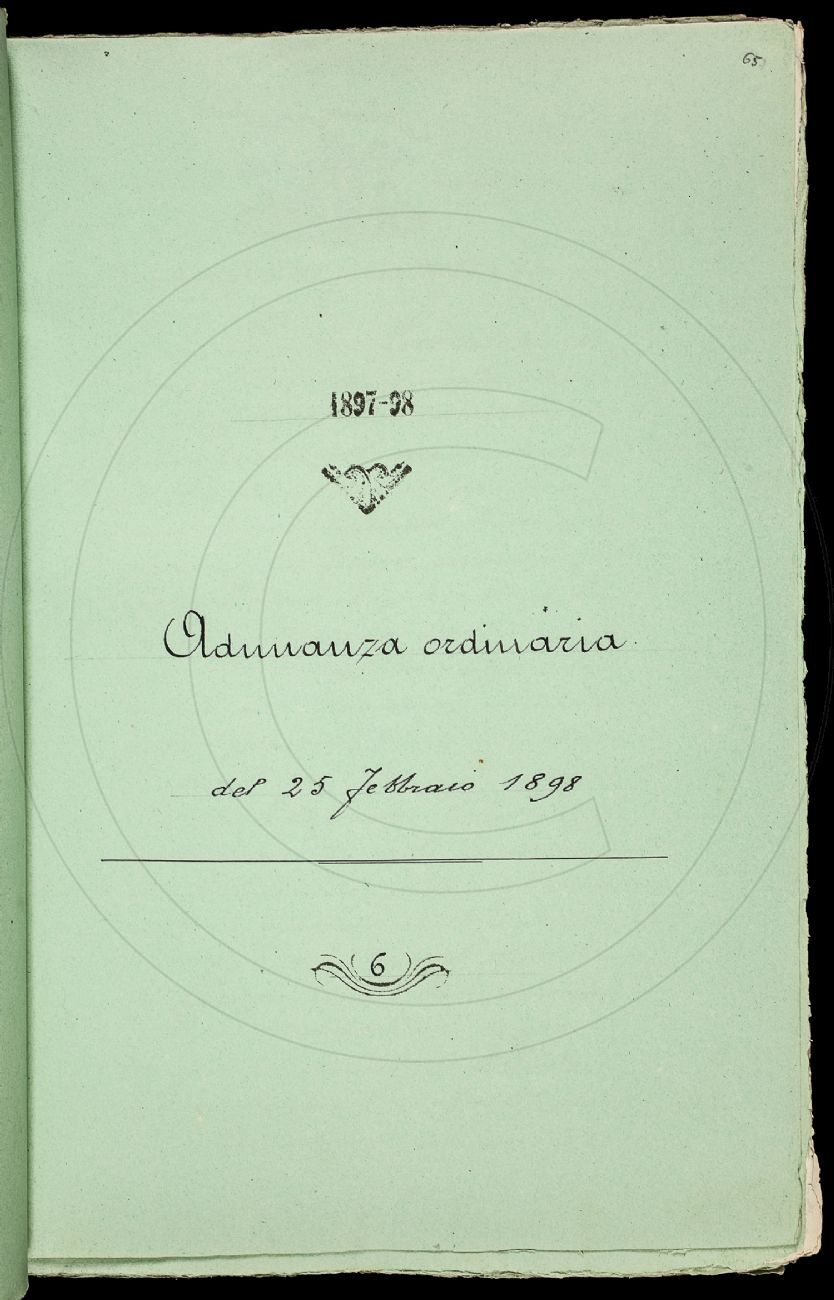 65
1897-98
Adunanza ordinaria
del 25 Febbraio 1898
6